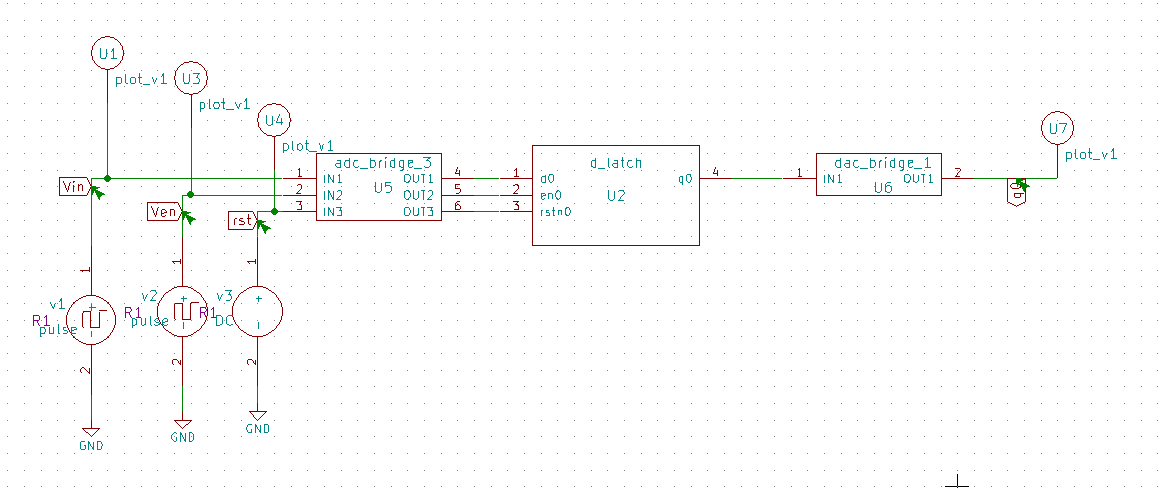 U1
plot_v1
U3
plot_v1
U4
plot_v1
U7
plot_v1
adc_bridge_3
U5
1 IN1 OUT1 4
2 IN2 OUT2 5
3 IN3 OUT3 6
d_latch
U2
1 d0 q0 4
2 en0
3 rstn0
dac_bridge_1
U6
1 IN1 OUT1 2
Vin
Ven
rst
q0
1
v1
R1
pulse
2
GND
1
v2
R1
pulse
2
GND
1
v3
R1
DC
2
GND